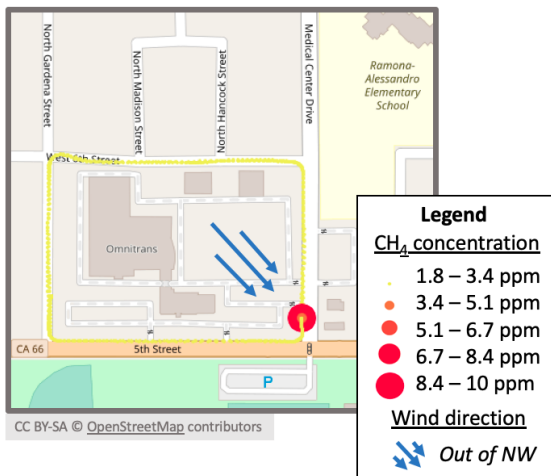 North Gardena Street
North Madison Street
North Hancock Street
Medical Center Drive
Ramona-
Alessandro
Elementary
School
West 6th Street
Omnitrans
CA 66
5th Street
P
CC BY-SA © OpenStreetMap contributors
Legend
CH4 concentration
1.8 – 3.4 ppm
3.4 – 5.1 ppm
5.1 – 6.7 ppm
6.7 – 8.4 ppm
8.4 – 10 ppm
Wind direction
Out of NW